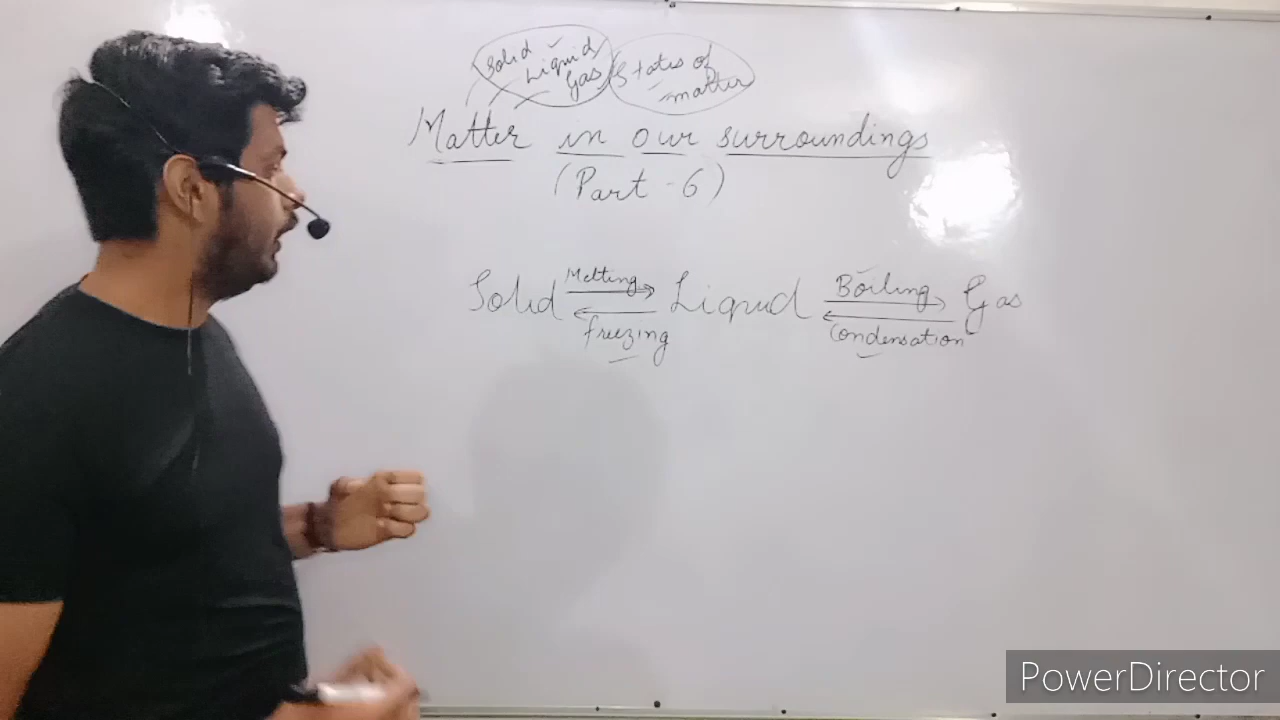 Solid
Liquid
Gas
States of
matter
Matter in our surroundings
(Part - 6)
Solid Melting Liquid Boiling Gas
freezing Condensation
PowerDirector